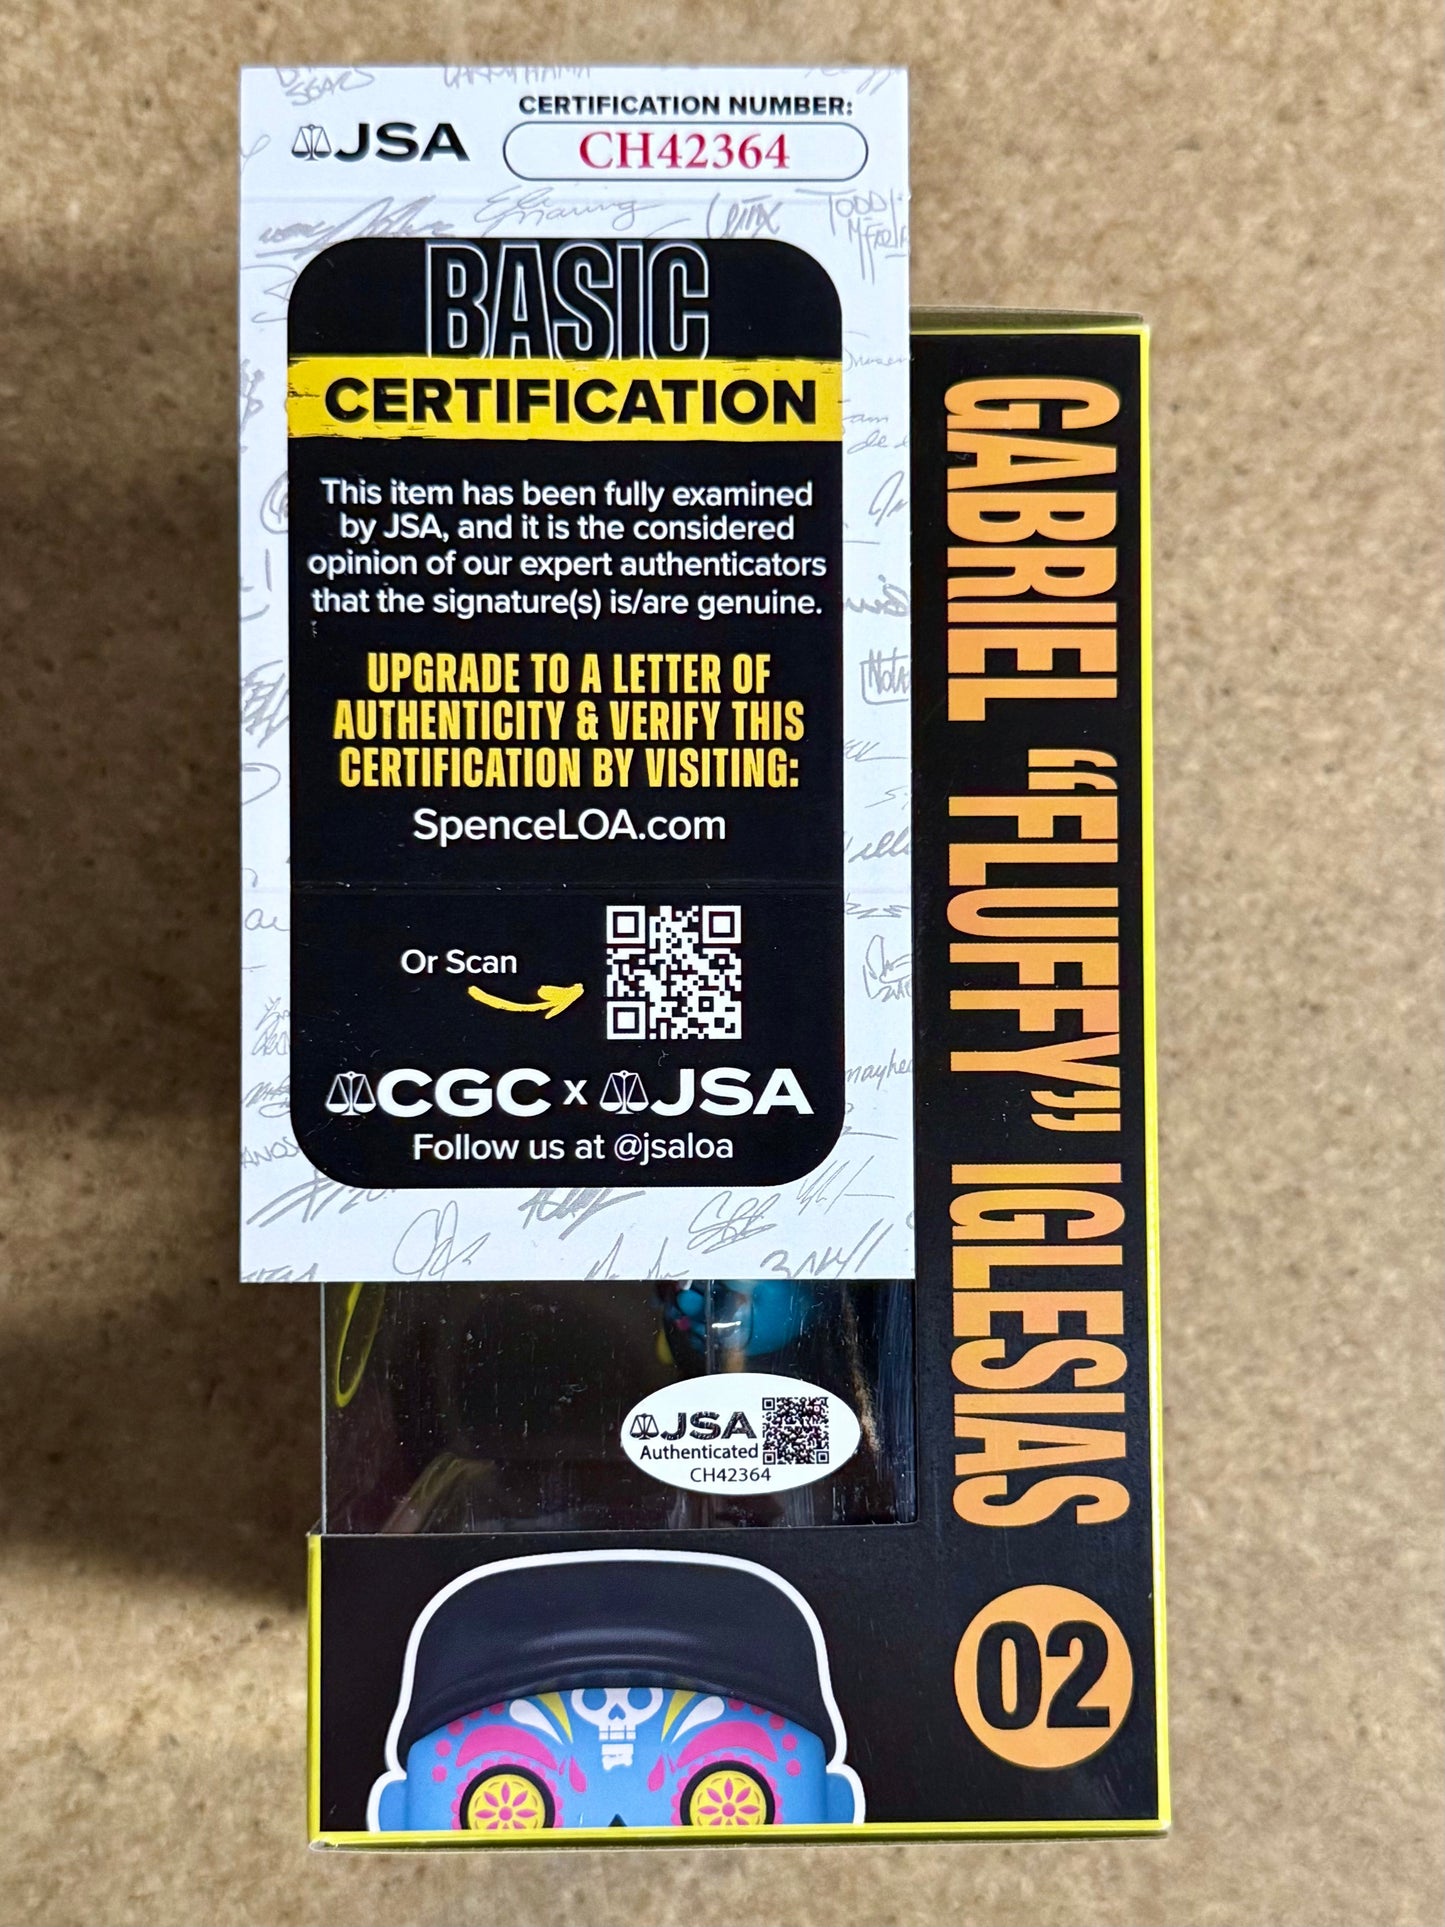 JSA
CERTIFICATION NUMBER:
CH42364
BASIC
CERTIFICATION
This item has been fully examined
by JSA, and it is the considered
opinion of our expert authenticators
that the signature(s) is/are genuine.
UPGRADE TO A LETTER OF
AUTHENTICITY & VERIFY THIS
CERTIFICATION BY VISITING:
SpenceLOA.com
Or Scan
CGC x JSA
Follow us at @jsaloa
JSA
Authenticated
CH42364
GABRIEL “FLUFFY” IGLESIAS
02